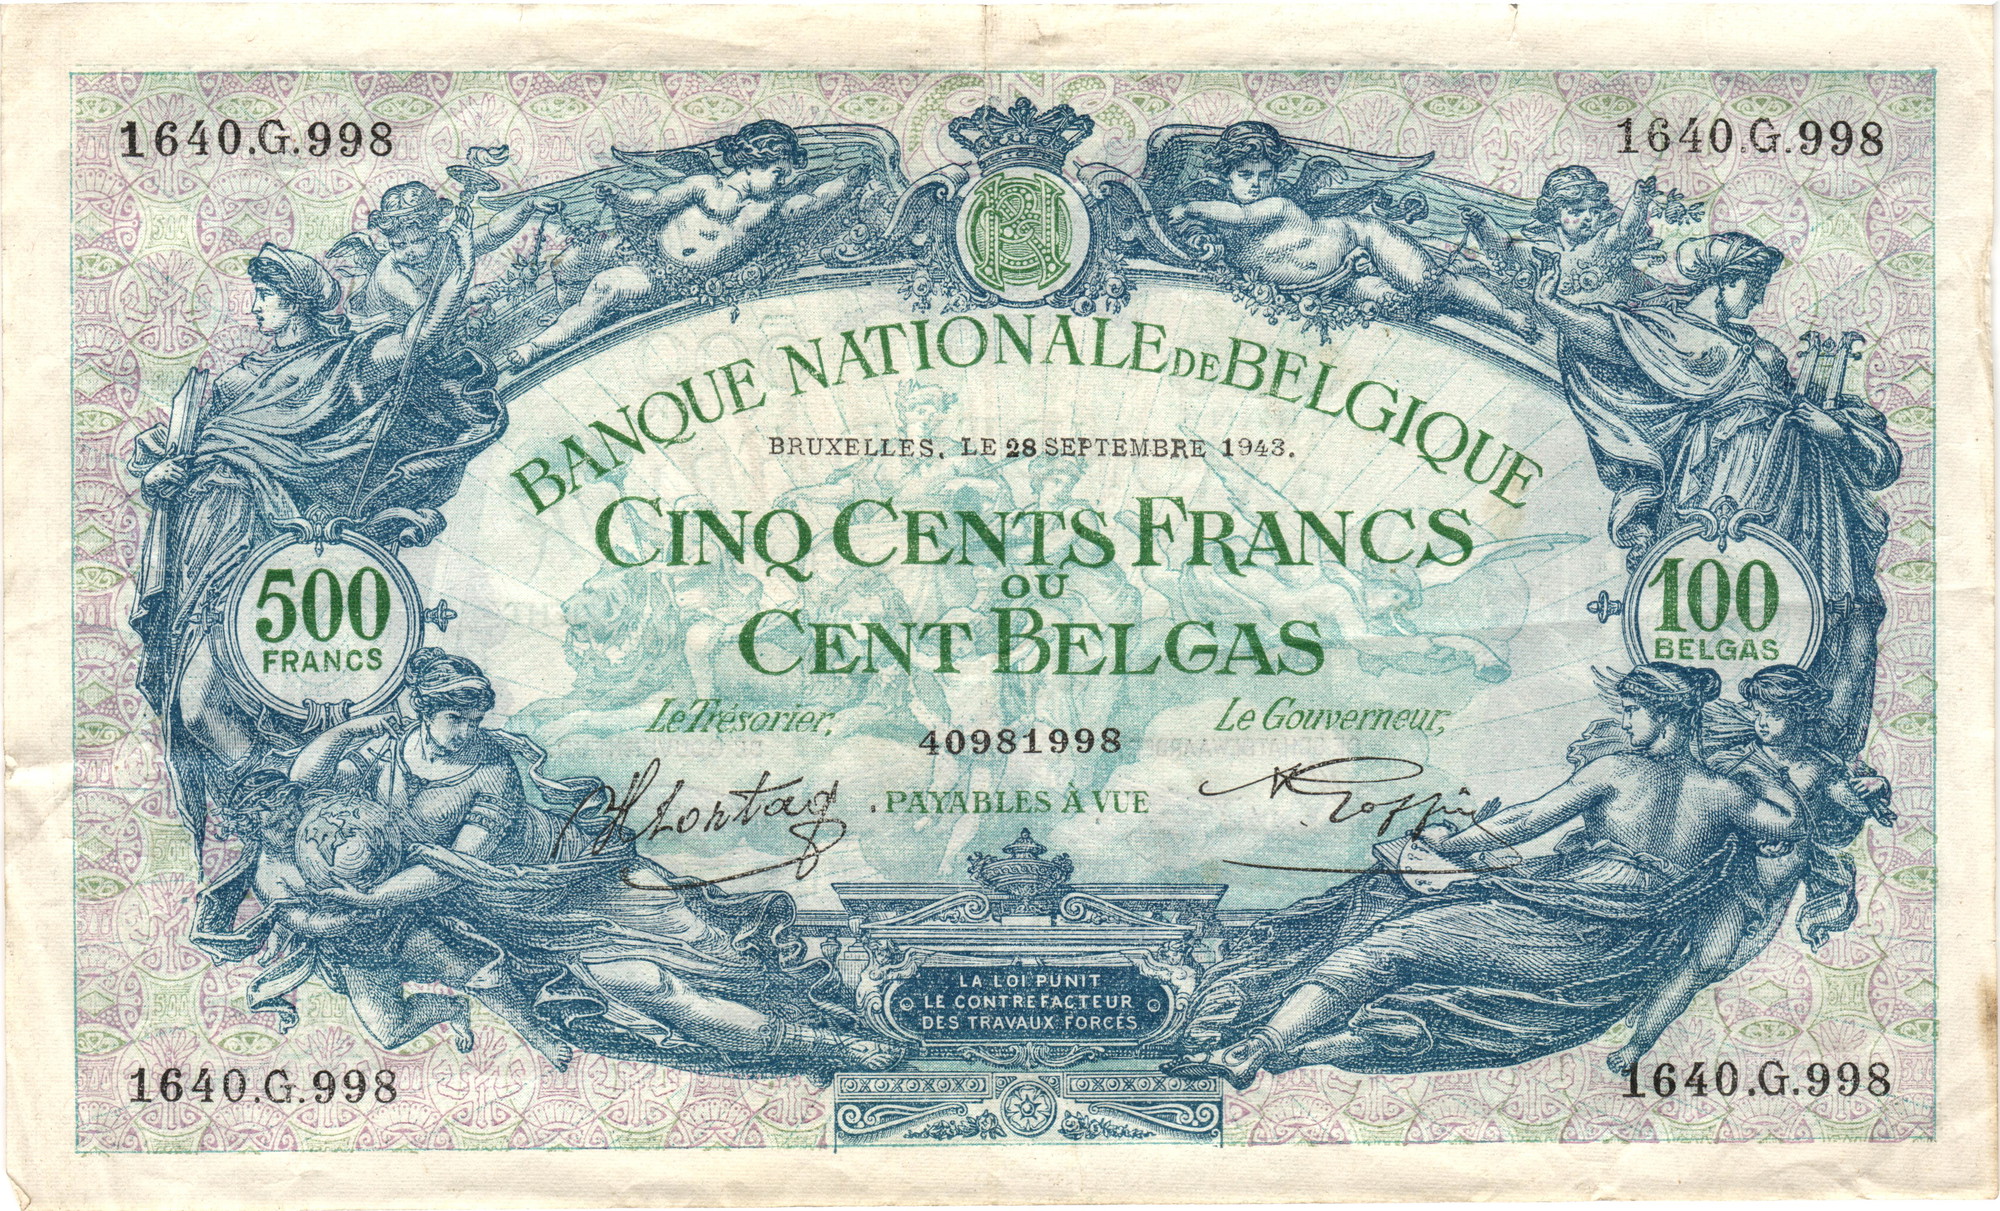 1640.G.998
1640.G.998
BANQUE NATIONALE DE BELGIQUE
BRUXELLES, LE 28 SEPTEMBRE 1943.
CINQ CENTS FRANCS
OU
CENT BELGAS
500
FRANCS
100
BELGAS
Le Trésorier,
Le Gouverneur,
40981998
PAYABLES À VUE
LA LOI PUNIT
LE CONTREFACTEUR
DES TRAVAUX FORCÉS
1640.G.998
1640.G.998